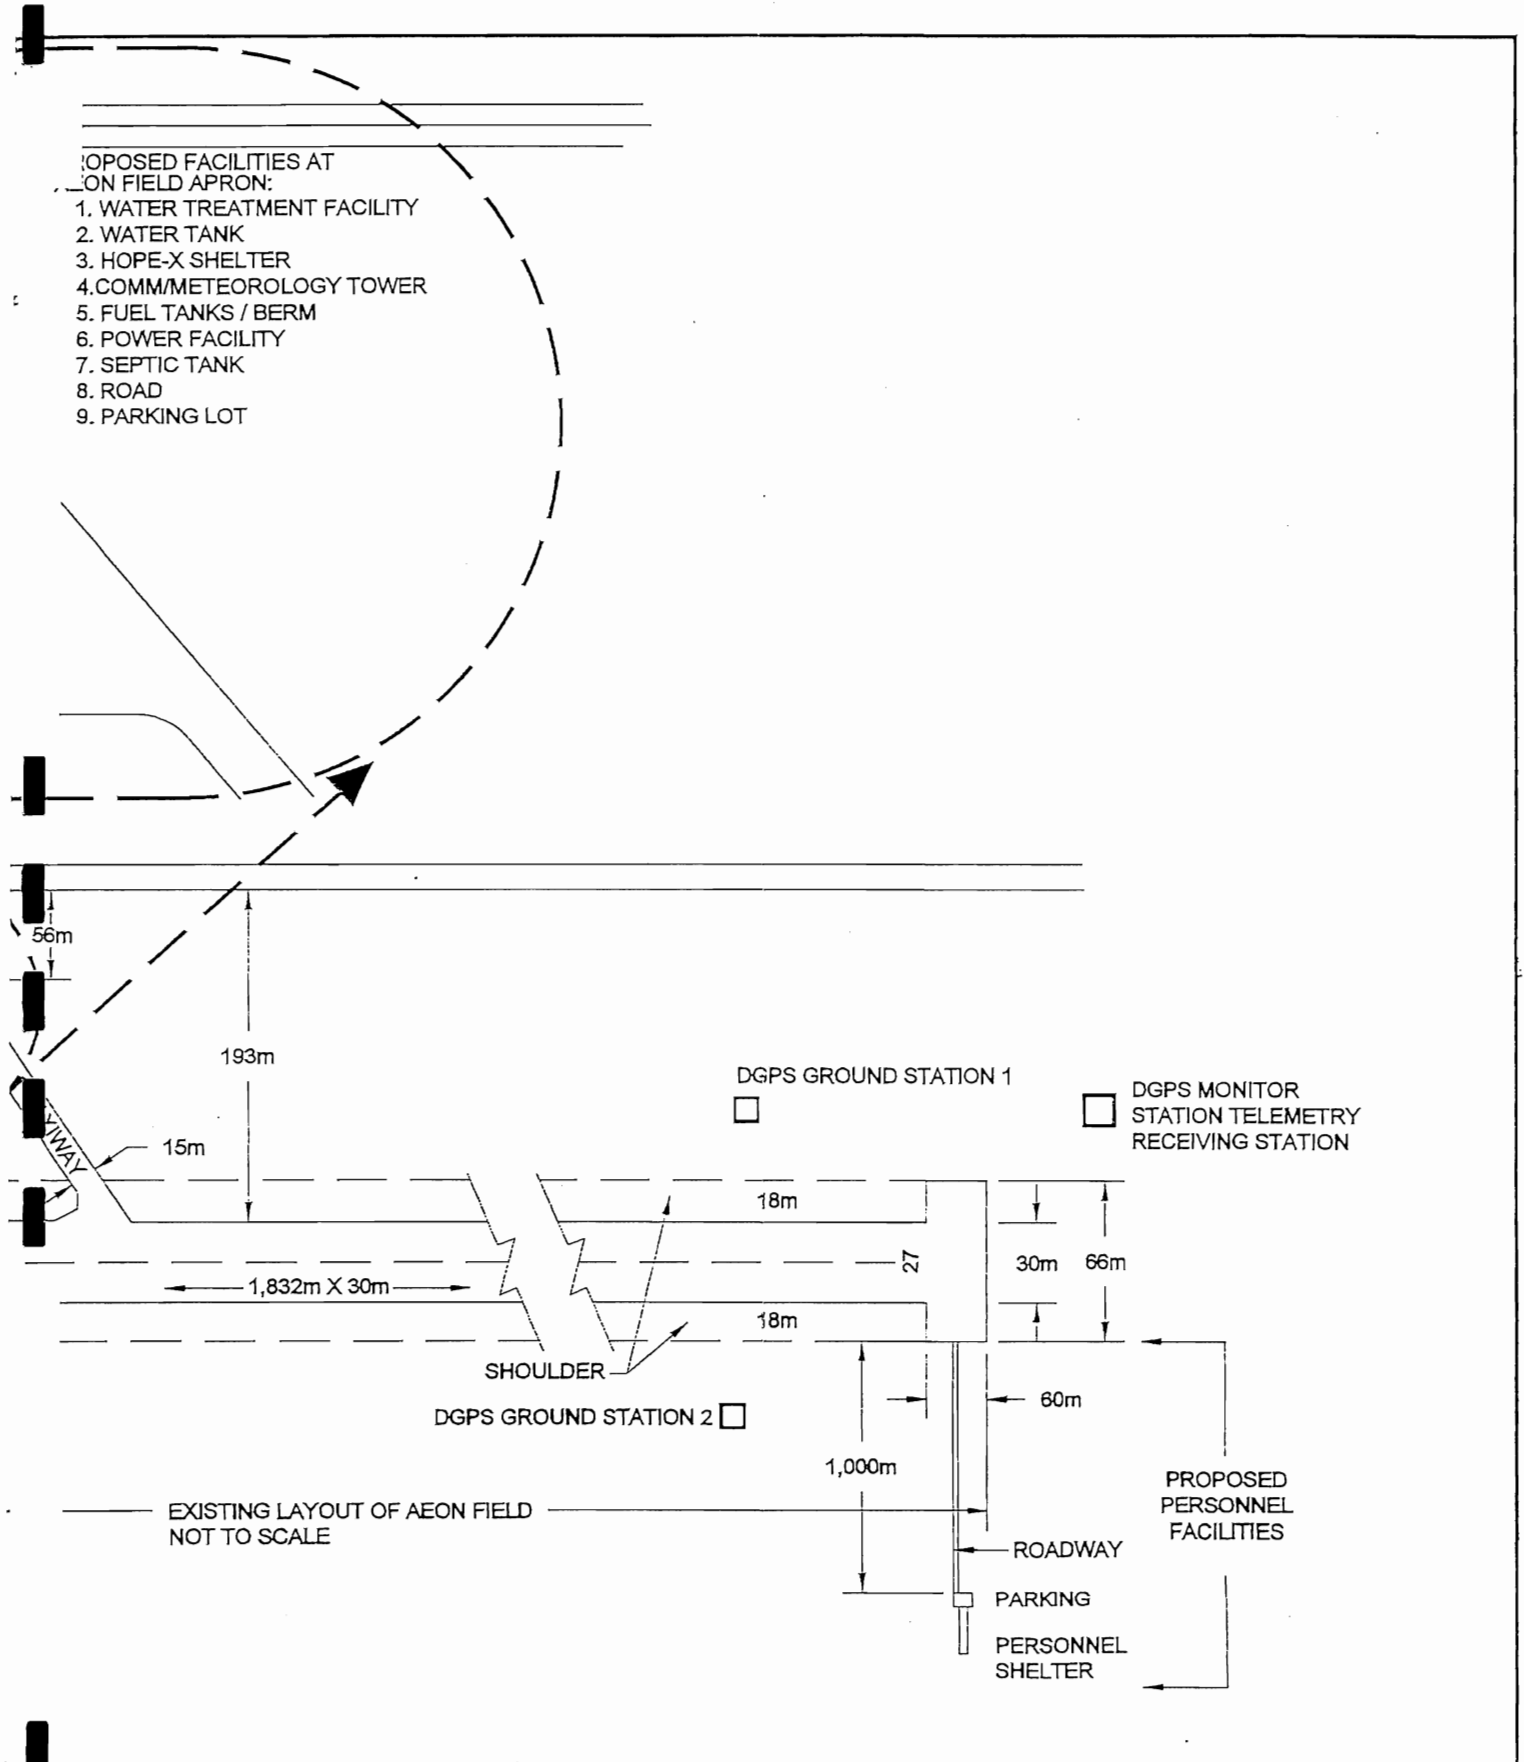 OPOSED FACILITIES AT
ON FIELD APRON:
1. WATER TREATMENT FACILITY
2. WATER TANK
3. HOPE-X SHELTER
4.COMM/METEOROLOGY TOWER
5. FUEL TANKS / BERM
6. POWER FACILITY
7. SEPTIC TANK
8. ROAD
9. PARKING LOT
56m
193m
DGPS GROUND STATION 1
DGPS MONITOR
STATION TELEMETRY
RECEIVING STATION
XIWAY
15m
18m
27
30m
66m
1,832m X 30m
18m
SHOULDER
60m
DGPS GROUND STATION 2
1,000m
PROPOSED
PERSONNEL
FACILITIES
EXISTING LAYOUT OF AEON FIELD
NOT TO SCALE
ROADWAY
PARKING
PERSONNEL
SHELTER